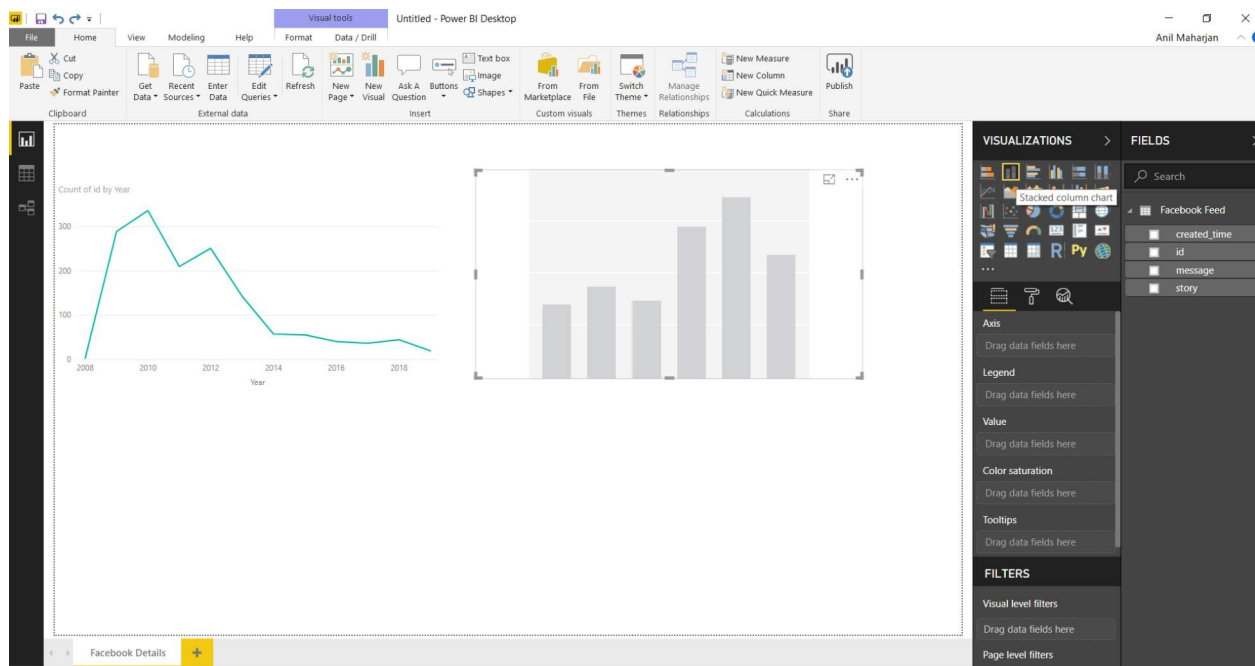 Visual tools
Untitled - Power BI Desktop
File Home View Modeling Help Format Data / Drill
Anil Maharjan
Paste
Cut
Copy
Format Painter
Clipboard
Get Data
Recent Sources
Enter Data
Edit Queries
Refresh
External data
New Page
New Visual
Ask A Question
Buttons
Text box
Image
Shapes
Insert
From Marketplace
From File
Custom visuals
Switch Theme
Themes
Manage Relationships
Relationships
New Measure
New Column
New Quick Measure
Calculations
Publish
Share
Count of id by Year
300
200
100
0
2008 2010 2012 2014 2016 2018
Year
VISUALIZATIONS
Stacked column chart
123
R Py
Axis
Drag data fields here
Legend
Drag data fields here
Value
Drag data fields here
Color saturation
Drag data fields here
Tooltips
Drag data fields here
FILTERS
Visual level filters
Drag data fields here
Page level filters
FIELDS
Search
Facebook Feed
created_time
id
message
story
Facebook Details